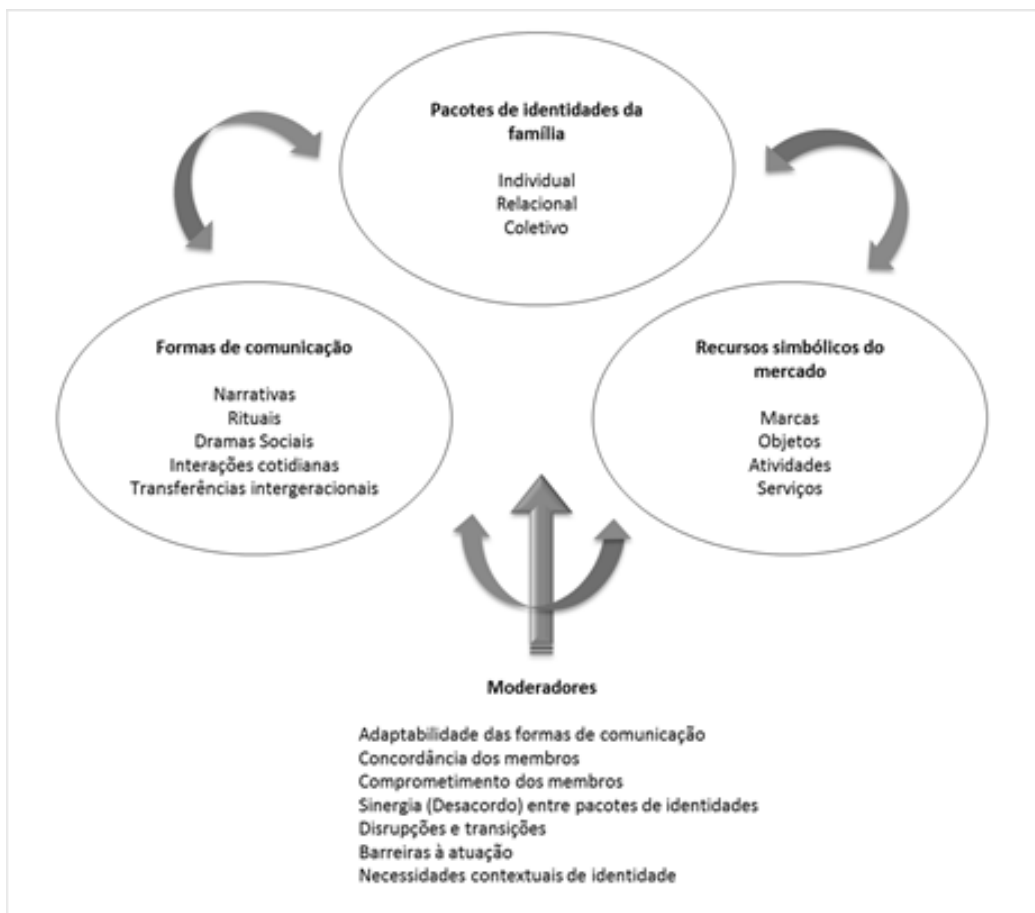 Pacotes de identidades da
família
Individual
Relacional
Coletivo
Formas de comunicação
Narrativas
Rituais
Dramas Sociais
Interações cotidianas
Transferências intergeracionais
Recursos simbólicos do
mercado
Marcas
Objetos
Atividades
Serviços
Moderadores
Adaptabilidade das formas de comunicação
Concordância dos membros
Comprometimento dos membros
Sinergia (Desacordo) entre pacotes de identidades
Disrupções e transições
Barreiras à atuação
Necessidades contextuais de identidade